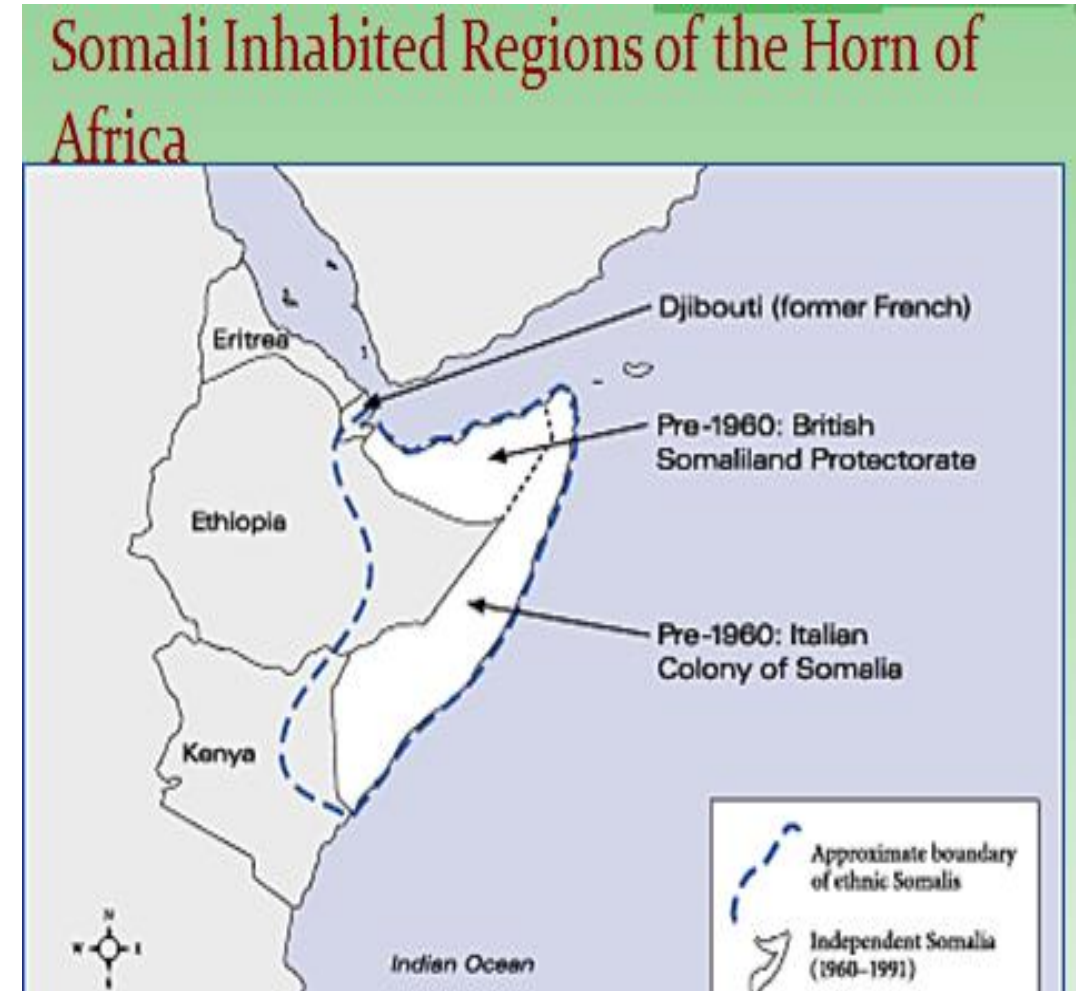 Somali Inhabited Regions of the Horn of
Africa
Djibouti (former French)
Eritrea
Pre-1960: British
Somaliland Protectorate
Ethiopia
Pre-1960: Italian
Colony of Somalia
Kenya
Approximate boundary
of ethnic Somalis
N
W E
Independent Somalia
(1960–1991)
Indian Ocean